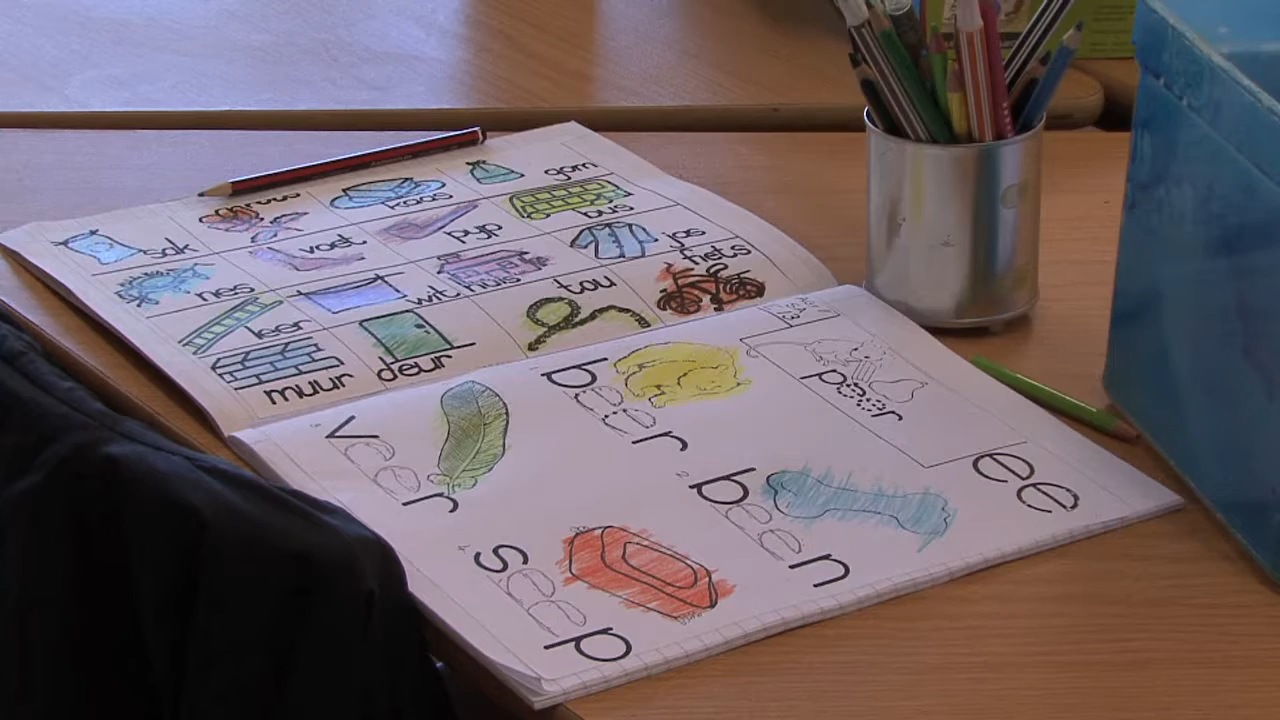 sak
kaas
gom
nes
voet
pyp
bus
leer
wit
huis
jas
muur
deur
tou
fiets
ee
peer
beer
been
veer
seep